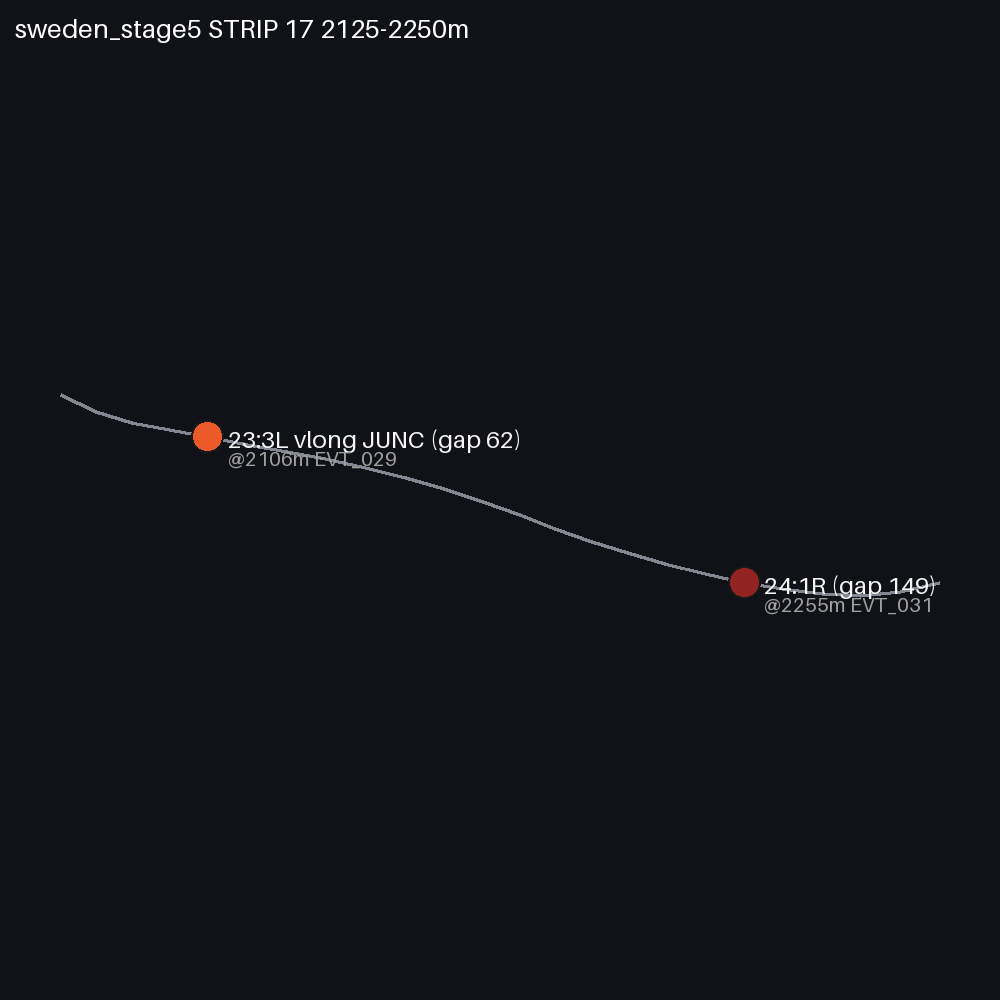 sweden_stage5 STRIP 17 2125-2250m
23:3L vlong JUNC (gap 62)
@2106m EVT_029
24:1R (gap 149)
@2255m EVT_031